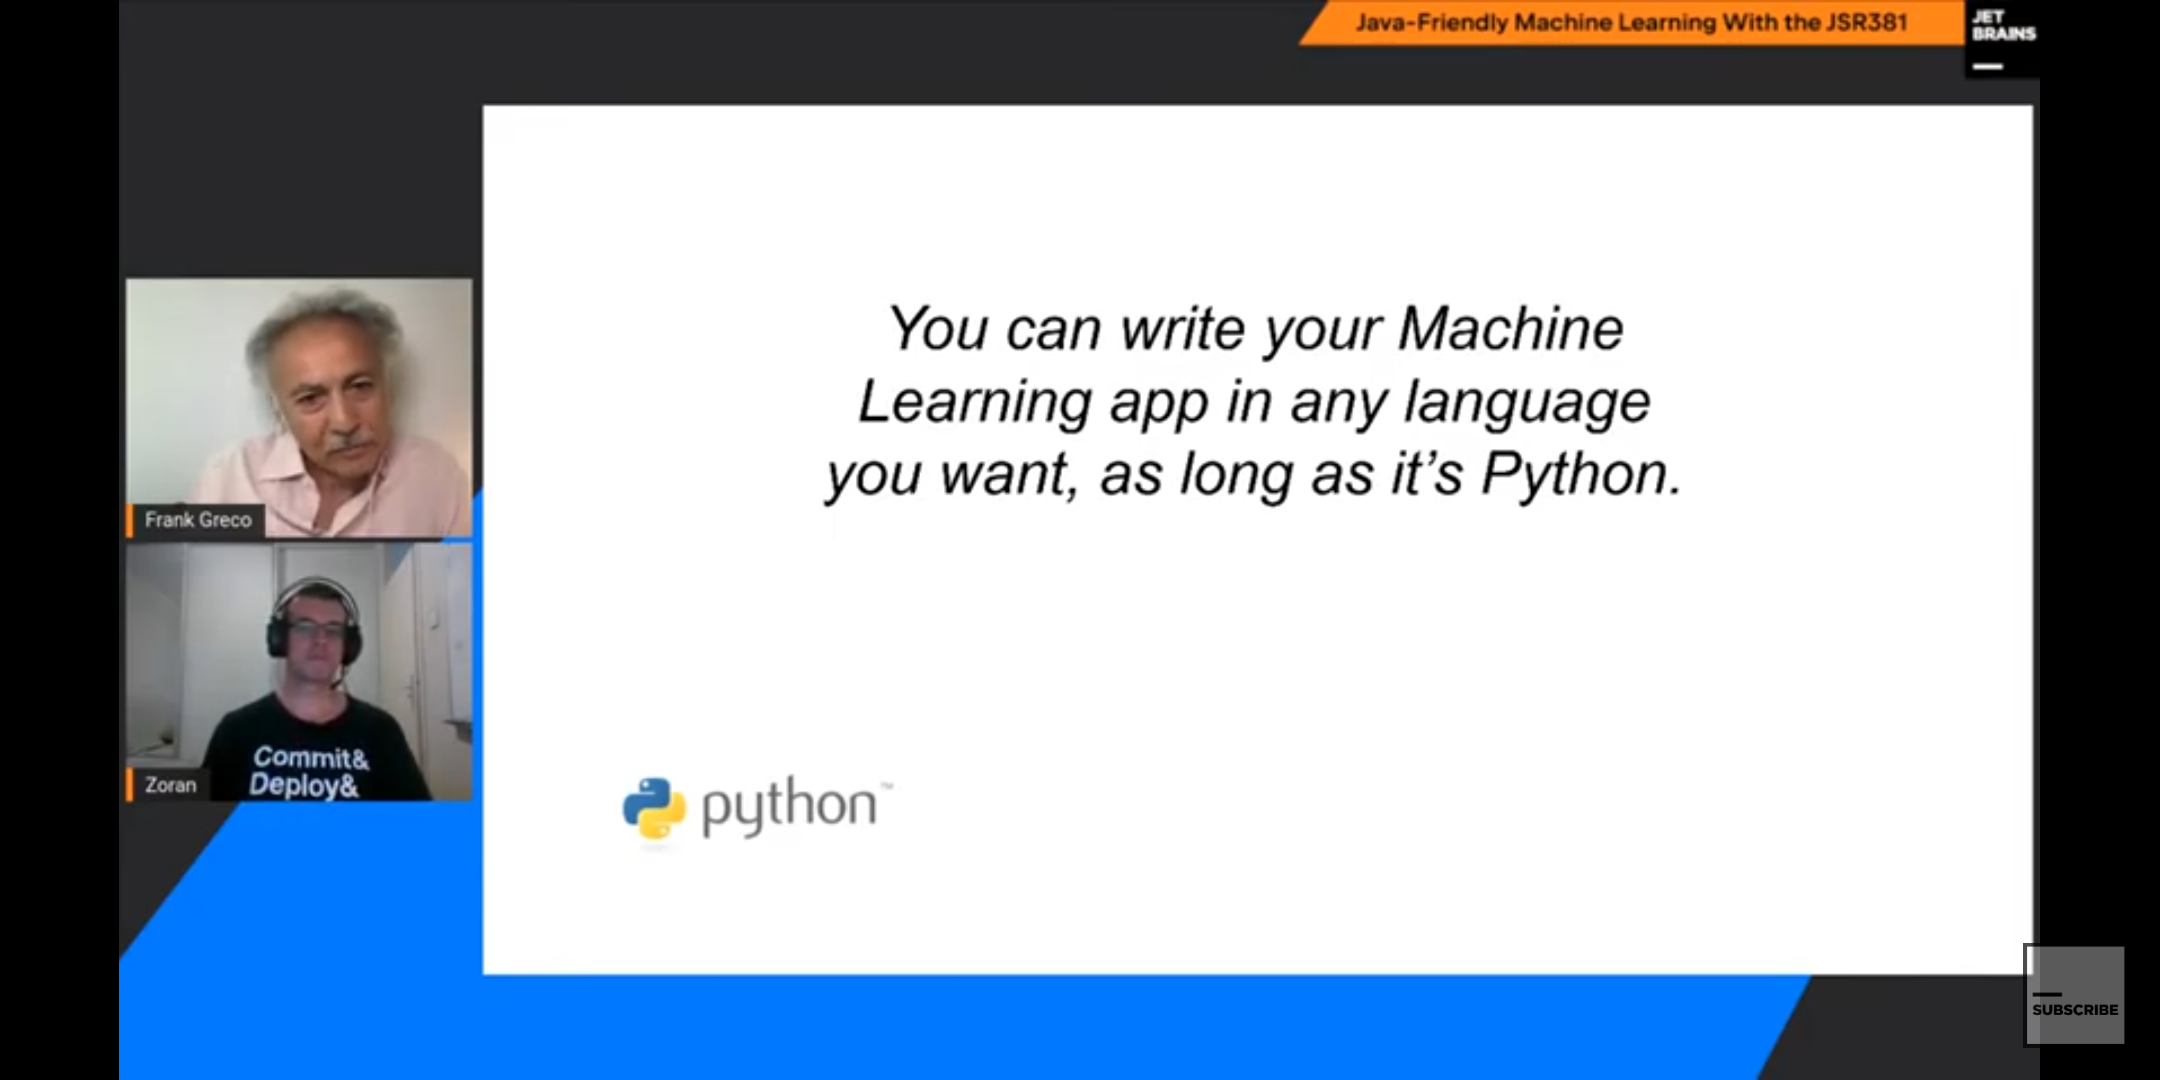 Java-Friendly Machine Learning With the JSR381
JET
BRAINS
You can write your Machine
Learning app in any language
you want, as long as it’s Python.
Frank Greco
Commit&
Deploy&
Zoran
python™
SUBSCRIBE